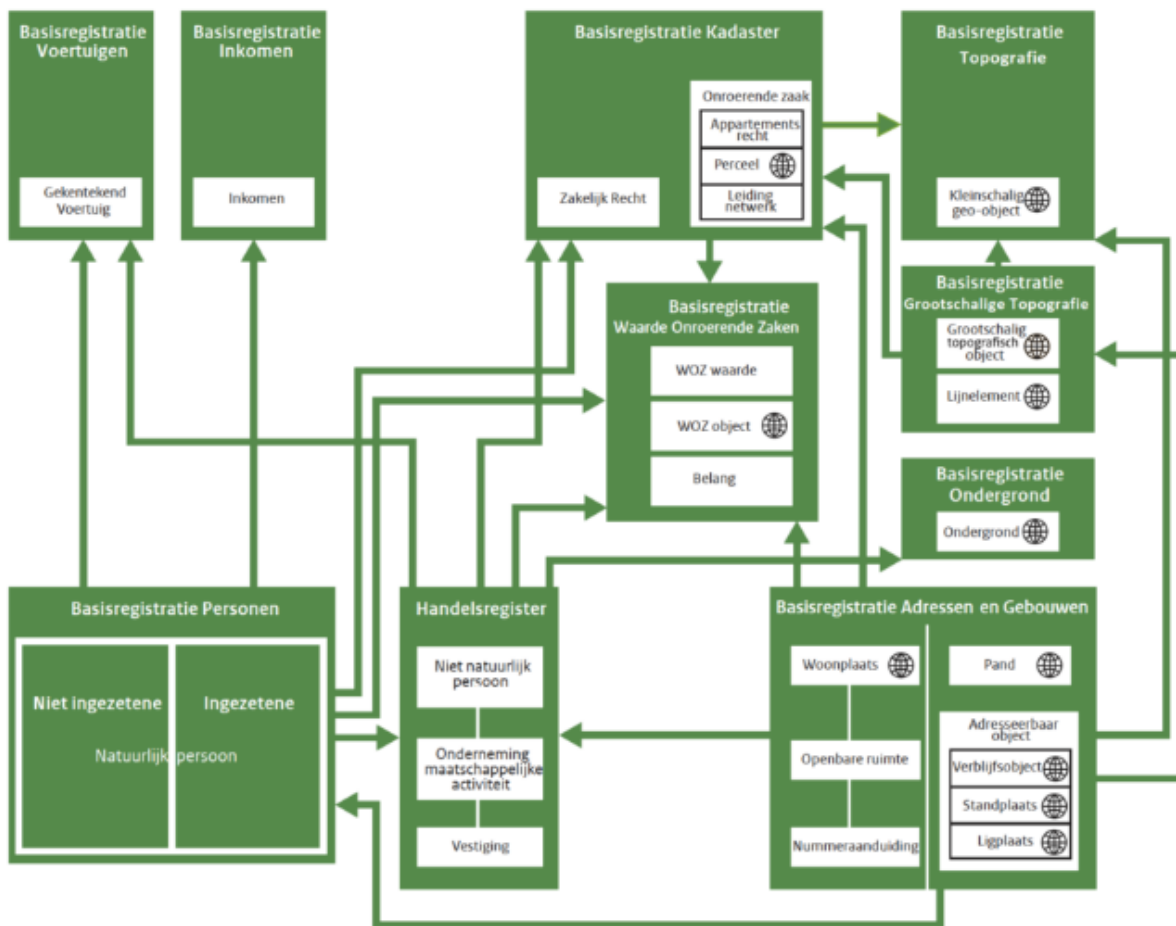 Basisregistratie
Voertuigen
Gekentekend
Voertuig
Basisregistratie
Inkomen
Inkomen
Basisregistratie Kadaster
Onroerende zaak
Appartements
recht
Perceel
Leiding
netwerk
Zakelijk Recht
Basisregistratie
Topografie
Kleinschalig
geo-object
Basisregistratie
Grootschalige Topografie
Grootschalig
topografisch
object
Lijnelement
Basisregistratie
Waarde Onroerende Zaken
WOZ waarde
WOZ object
Belang
Basisregistratie
Ondergrond
Ondergrond
Basisregistratie Personen
Niet ingezetene
Ingezetene
Natuurlijk persoon
Handelsregister
Niet natuurlijk
persoon
Onderneming
maatschappelijke
activiteit
Vestiging
Basisregistratie Adressen en Gebouwen
Woonplaats
Openbare ruimte
Nummeraanduiding
Pand
Adresseerbaar
object
Verblijfsobject
Standplaats
Ligplaats